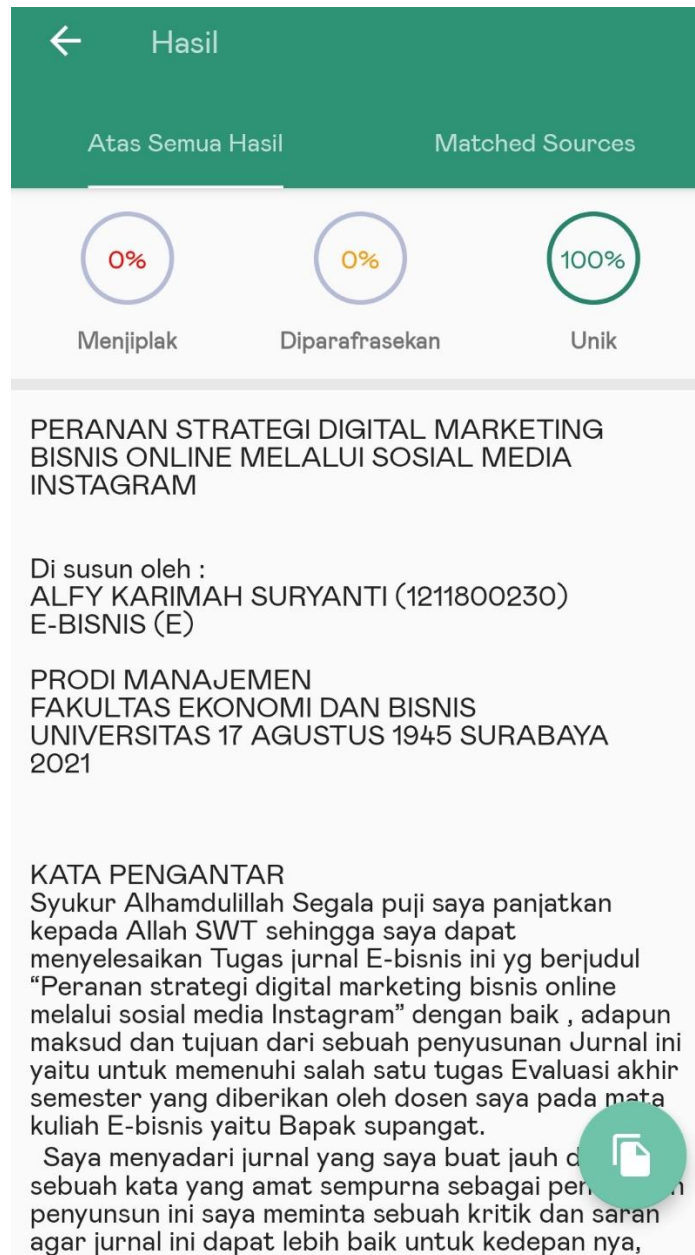 Hasil
Atas Semua Hasil Matched Sources
0% 0% 100%
Menjiplak Diparafrasekan Unik
PERANAN STRATEGI DIGITAL MARKETING
BISNIS ONLINE MELALUI SOSIAL MEDIA
INSTAGRAM
Di susun oleh :
ALFY KARIMAH SURYANTI (1211800230)
E-BISNIS (E)
PRODI MANAJEMEN
FAKULTAS EKONOMI DAN BISNIS
UNIVERSITAS 17 AGUSTUS 1945 SURABAYA
2021
KATA PENGANTAR
Syukur Alhamdulillah Segala puji saya panjatkan
kepada Allah SWT sehingga saya dapat
menyelesaikan Tugas jurnal E-bisnis ini yg berjudul
“Peranan strategi digital marketing bisnis online
melalui sosial media Instagram” dengan baik , adapun
maksud dan tujuan dari sebuah penyusunan Jurnal ini
yaitu untuk memenuhi salah satu tugas Evaluasi akhir
semester yang diberikan oleh dosen saya pada mata
kuliah E-bisnis yaitu Bapak supangat.
Saya menyadari jurnal yang saya buat jauh
sebuah kata yang amat sempurna sebagai
penyunsun ini saya meminta sebuah kritik dan saran
agar jurnal ini dapat lebih baik untuk kedepan nya,